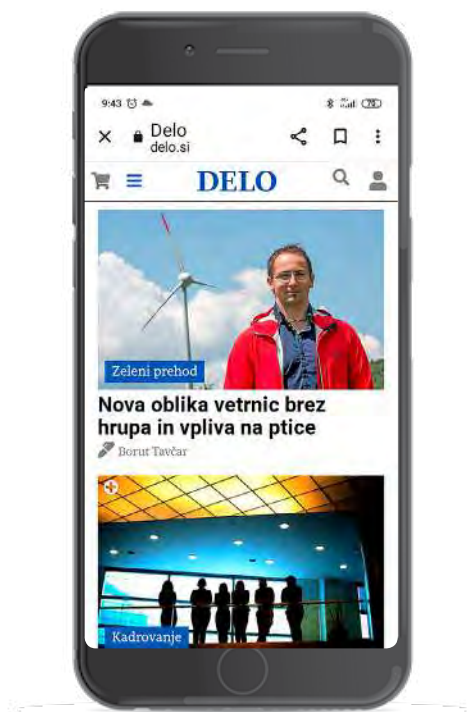 9:43
Delo
delo.si
DELO
Zeleni prehod
Nova oblika vetrnic brez
hrupa in vpliva na ptice
Borut Tavčar
Kadrovanje